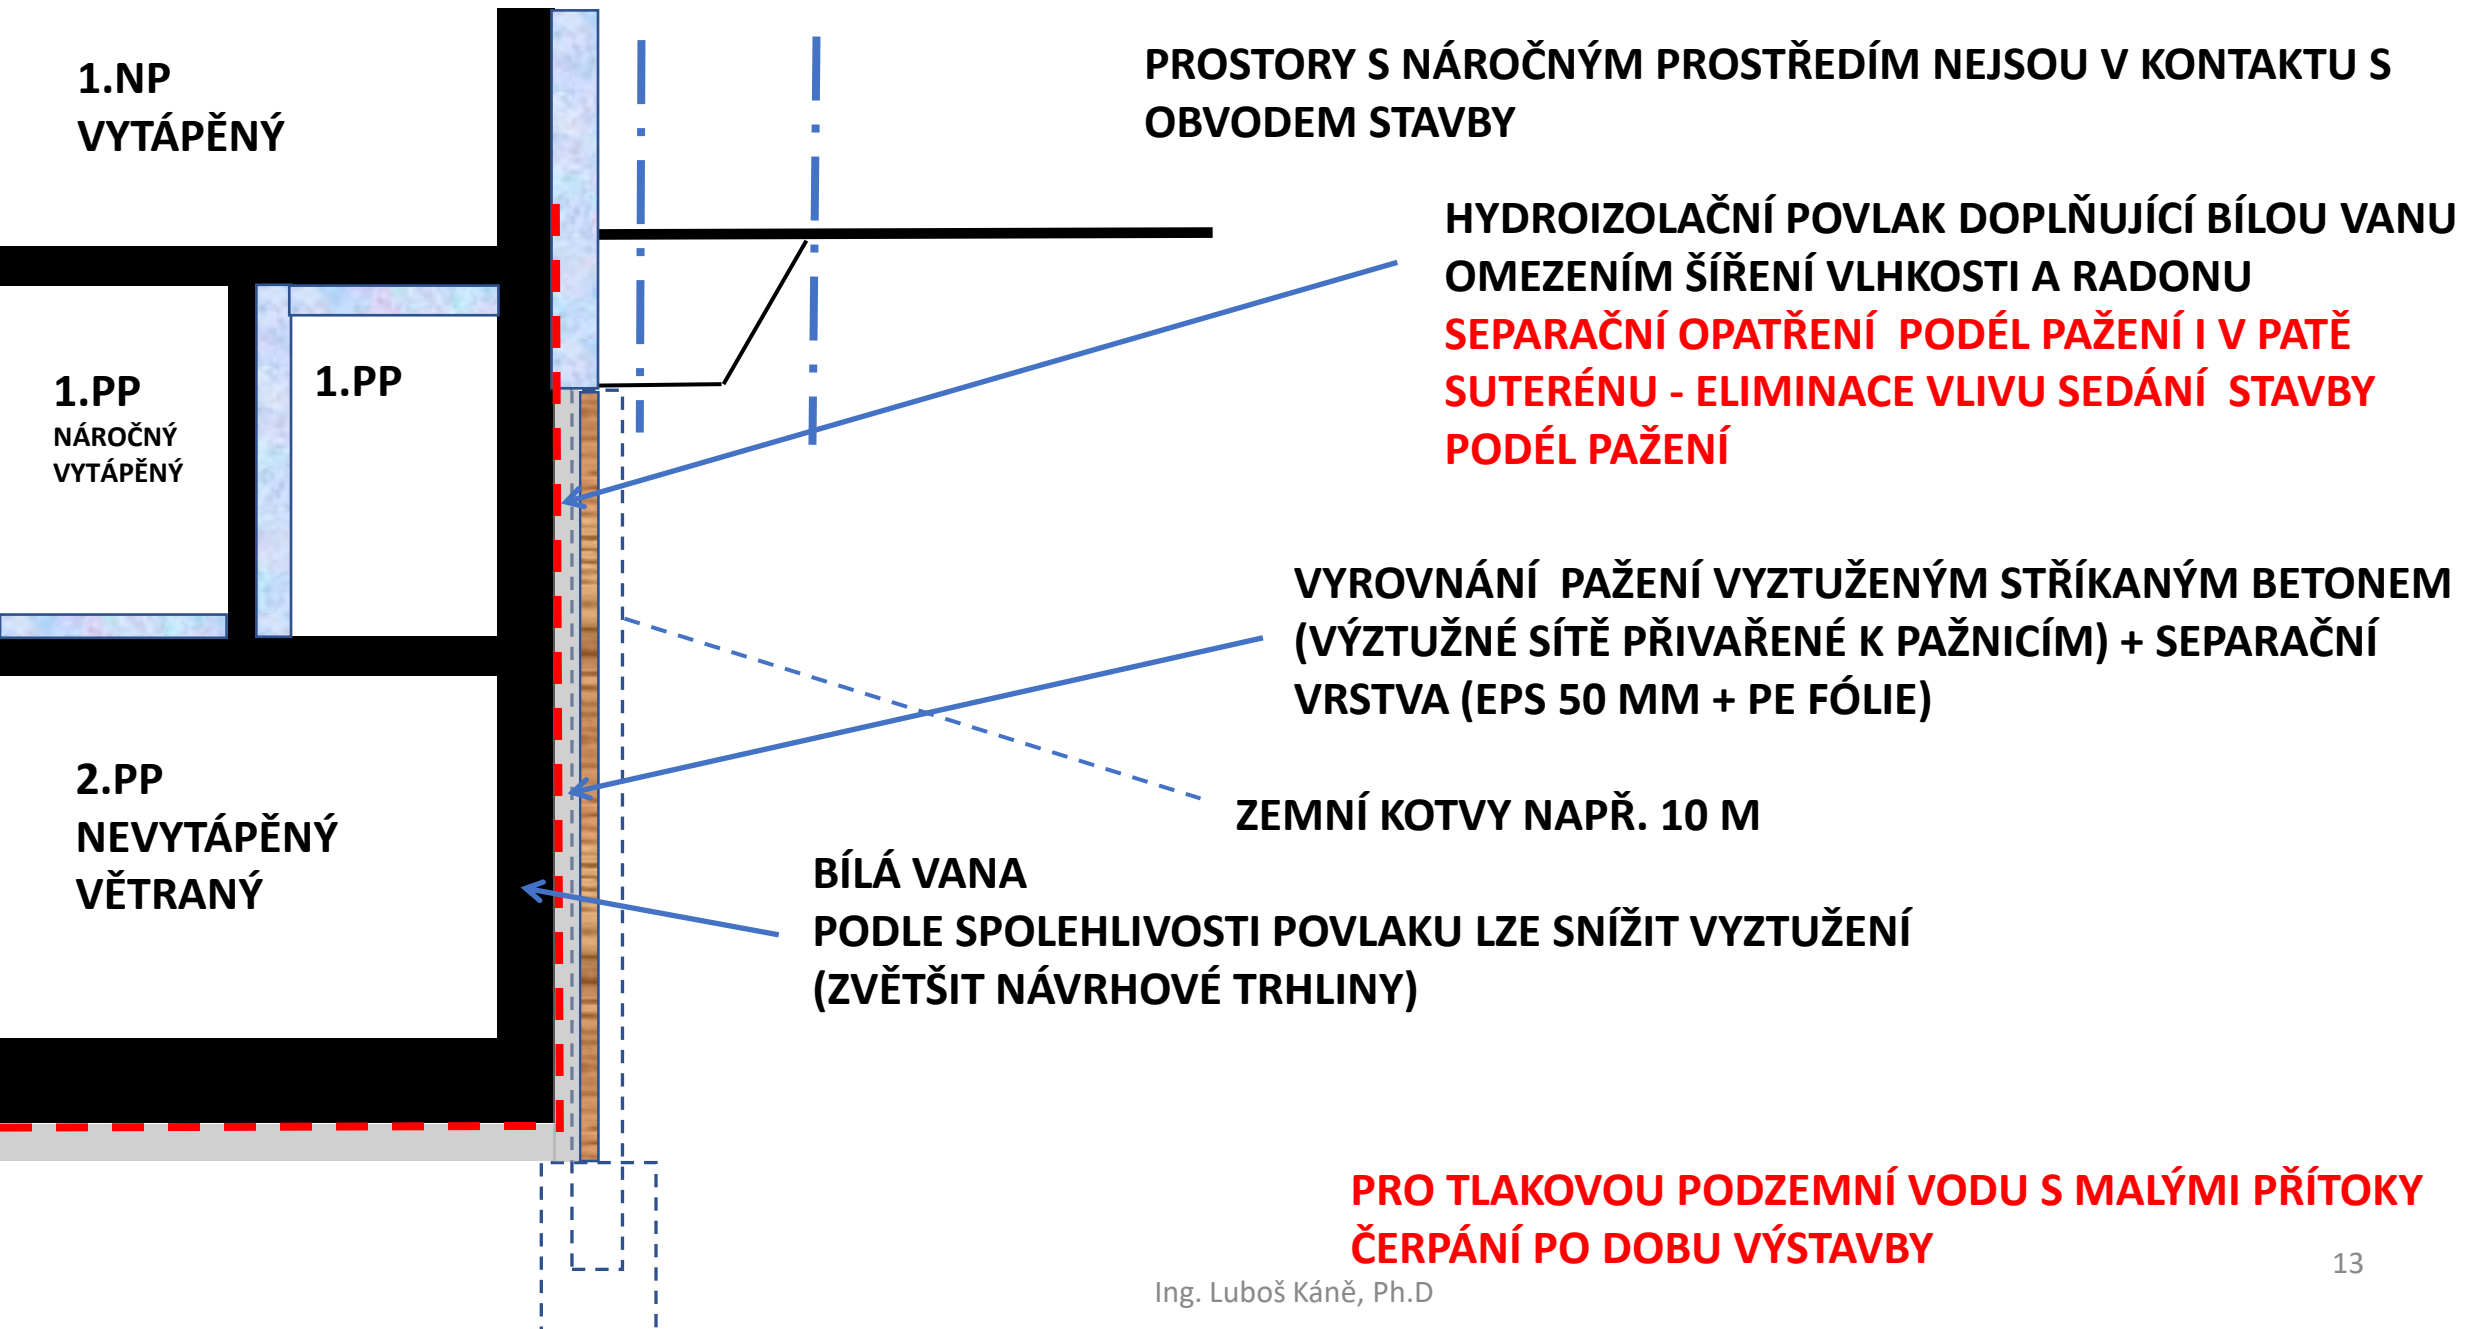 1.NP
VYTÁPĚNÝ
PROSTORY S NÁROČNÝM PROSTŘEDÍM NEJSOU V KONTAKTU S
OBVODEM STAVBY
HYDROIZOLAČNÍ POVLAK DOPLŇUJÍCÍ BÍLOU VANU
OMEZENÍM ŠÍŘENÍ VLHKOSTI A RADONU
SEPARAČNÍ OPATŘENÍ PODÉL PAŽENÍ I V PATĚ
SUTERÉNU - ELIMINACE VLIVU SEDÁNÍ STAVBY
PODÉL PAŽENÍ
1.PP
NÁROČNÝ
VYTÁPĚNÝ
1.PP
VYROVNÁNÍ PAŽENÍ VYZTUŽENÝM STŘÍKANÝM BETONEM
(VÝZTUŽNÉ SÍTĚ PŘIVAŘENÉ K PAŽNICÍM) + SEPARAČNÍ
VRSTVA (EPS 50 MM + PE FÓLIE)
2.PP
NEVYTÁPĚNÝ
VĚTRANÝ
ZEMNÍ KOTVY NAPŘ. 10 M
BÍLÁ VANA
PODLE SPOLEHLIVOSTI POVLAKU LZE SNÍŽIT VYZTUŽENÍ
(ZVĚTŠIT NÁVRHOVÉ TRHLINY)
PRO TLAKOVOU PODZEMNÍ VODU S MALÝMI PŘÍTOKY
ČERPÁNÍ PO DOBU VÝSTAVBY
Ing. Luboš Káně, Ph.D
13